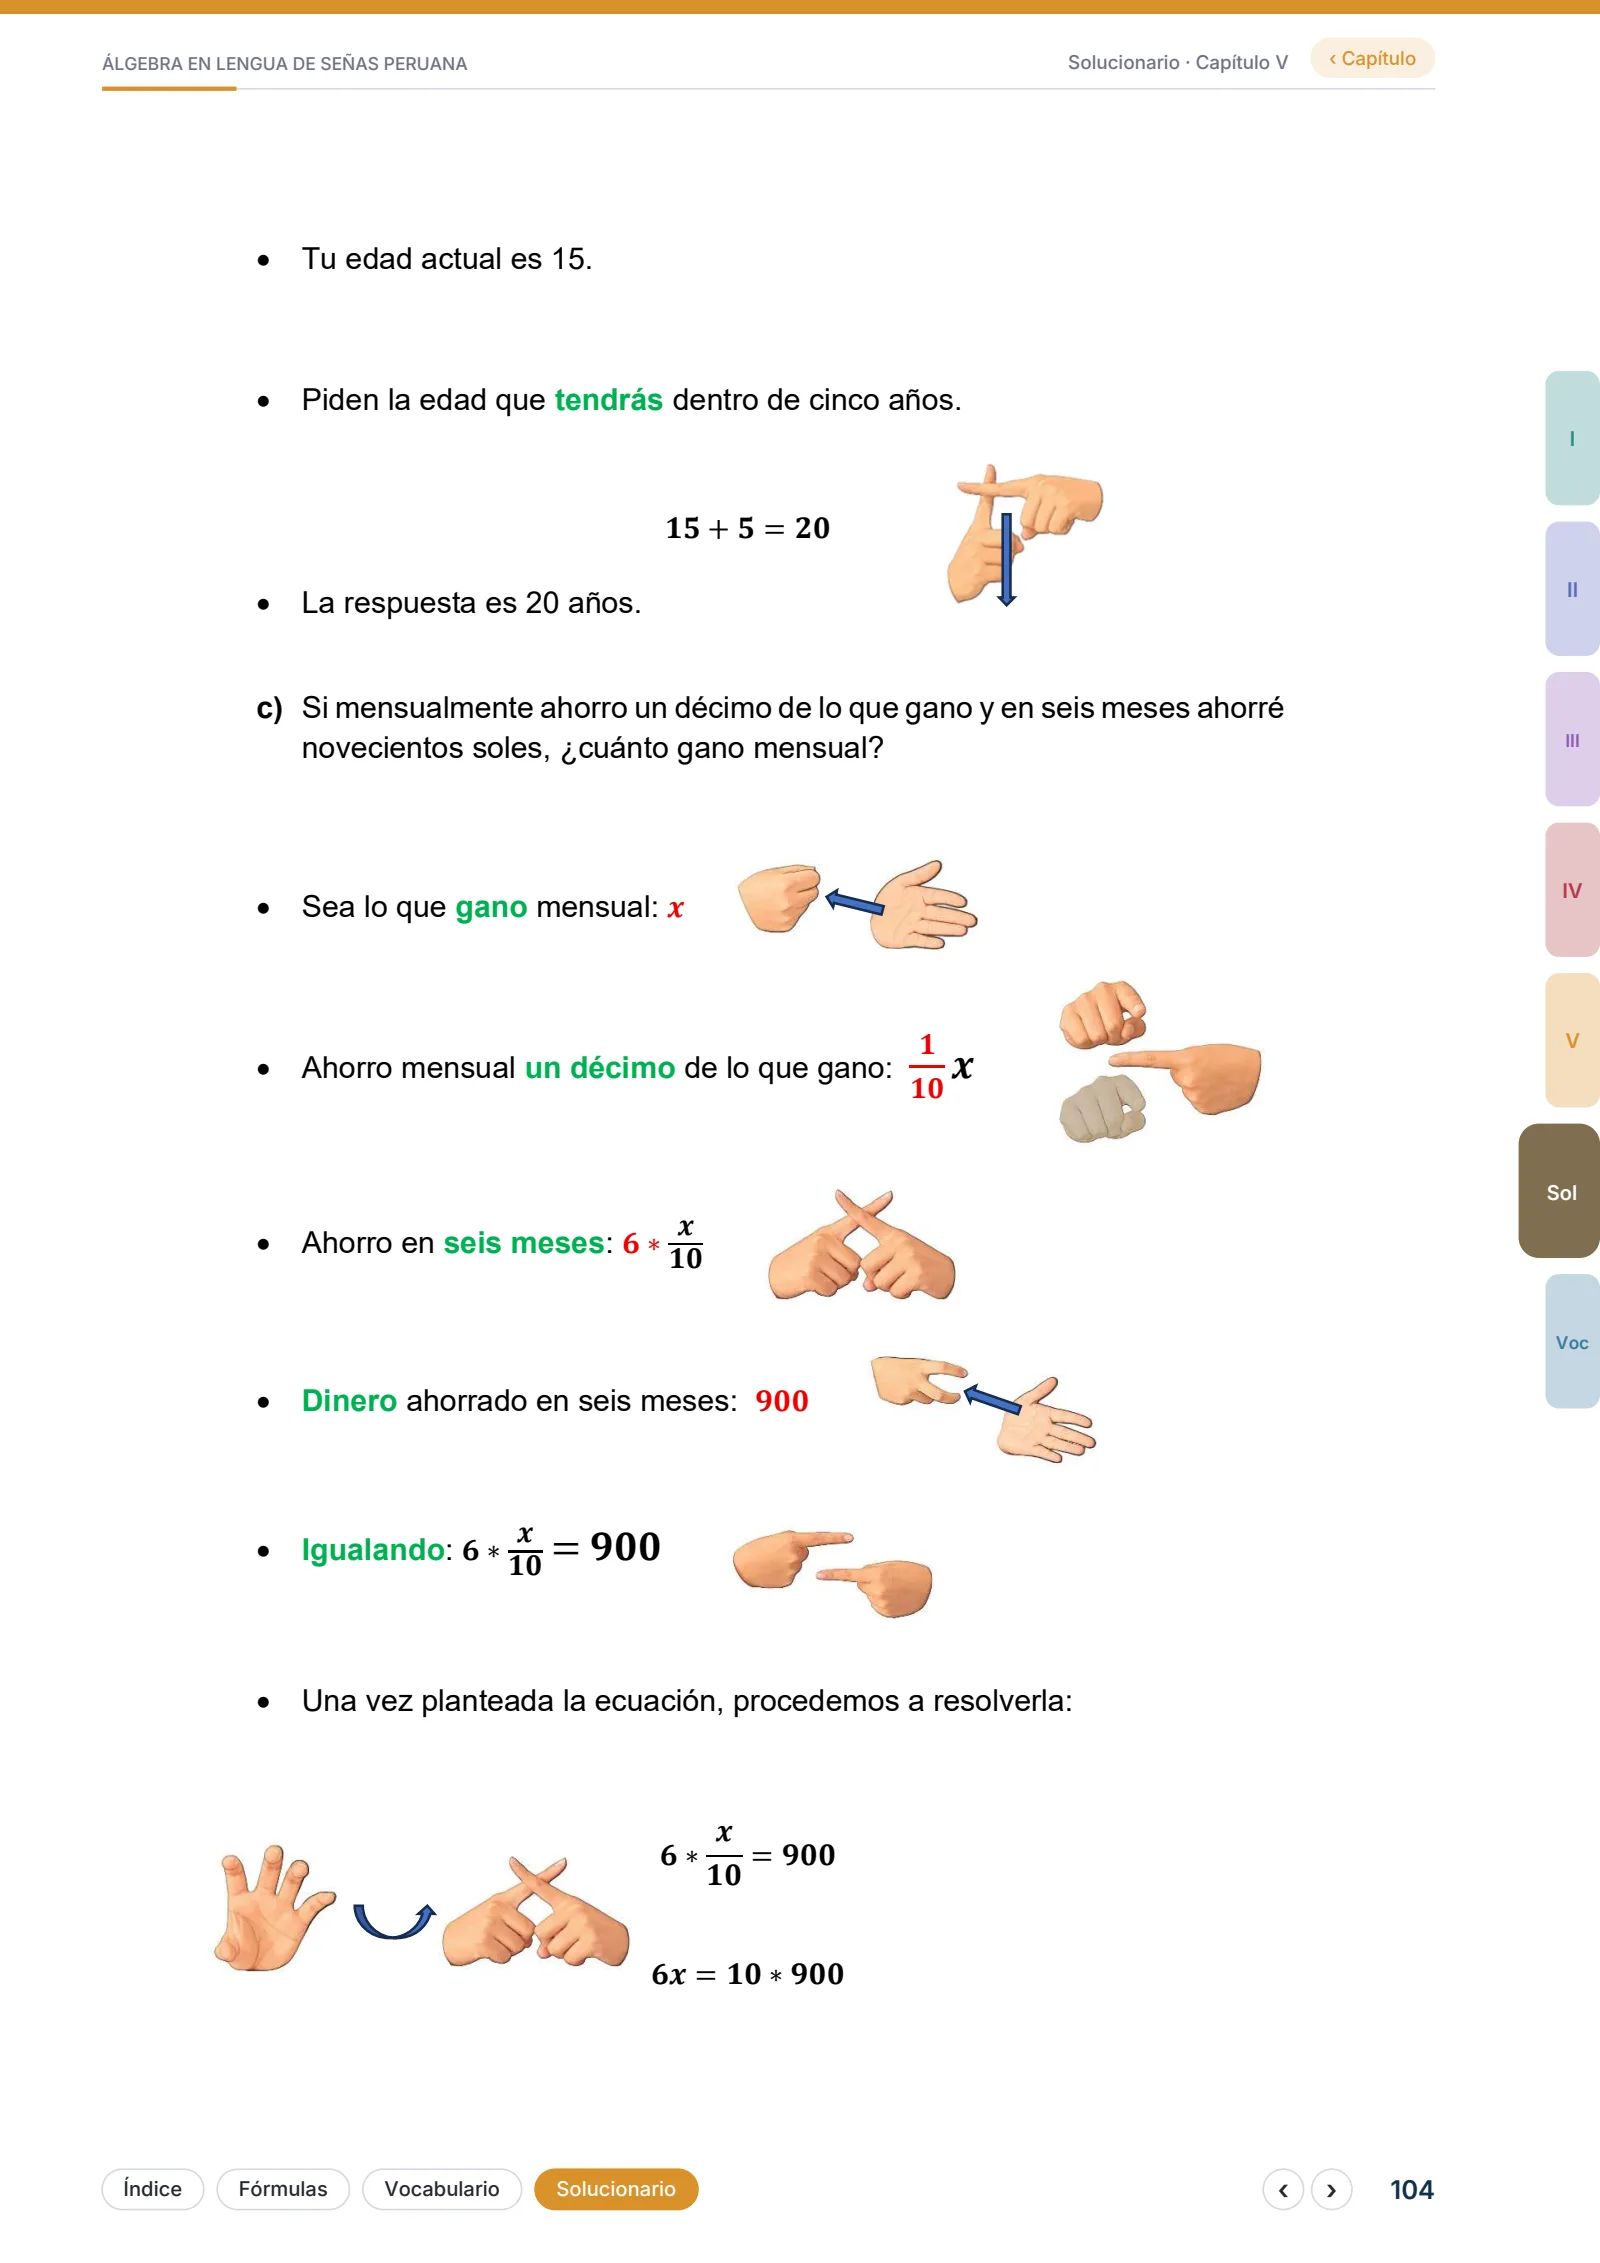 ÁLGEBRA EN LENGUA DE SEÑAS PERUANA
Solucionario · Capítulo V
‹ Capítulo
• Tu edad actual es 15.
• Piden la edad que tendrás dentro de cinco años.
15 + 5 = 20
• La respuesta es 20 años.
c) Si mensualmente ahorro un décimo de lo que gano y en seis meses ahorré
novecientos soles, ¿cuánto gano mensual?
• Sea lo que gano mensual: x
• Ahorro mensual un décimo de lo que gano: 1/10 x
• Ahorro en seis meses: 6 * x/10
• Dinero ahorrado en seis meses: 900
• Igualando: 6 * x/10 = 900
• Una vez planteada la ecuación, procedemos a resolverla:
6 * x/10 = 900
6x = 10 * 900
I
II
III
IV
V
Sol
Voc
Índice
Fórmulas
Vocabulario
Solucionario
‹
›
104